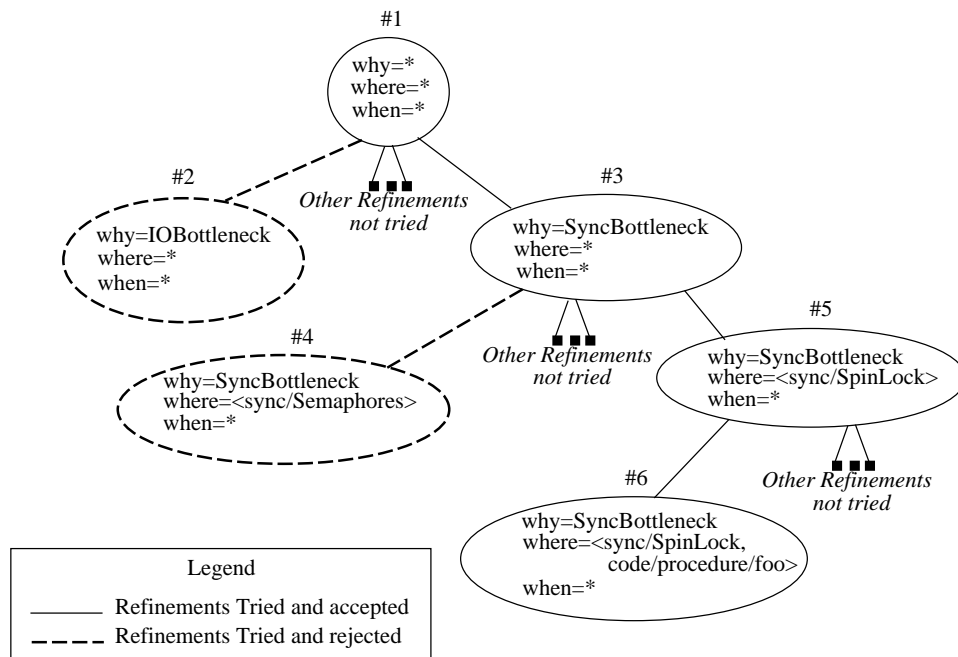 #1
why=*
where=*
when=*
#2
why=IOBottleneck
where=*
when=*
Other Refinements
not tried
#3
why=SyncBottleneck
where=*
when=*
#4
why=SyncBottleneck
where=<sync/Semaphores>
when=*
Other Refinements
not tried
#5
why=SyncBottleneck
where=<sync/SpinLock>
when=*
#6
why=SyncBottleneck
where=<sync/SpinLock,
code/procedure/foo>
when=*
Other Refinements
not tried
Legend
Refinements Tried and accepted
Refinements Tried and rejected